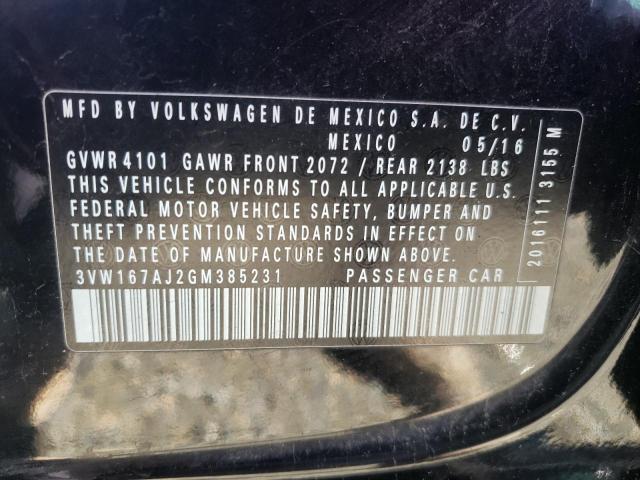 MFD BY VOLKSWAGEN DE MEXICO S.A. DE C.V.
MEXICO 05/16
GVWR 4101 GAWR FRONT 2072 / REAR 2138 LBS
THIS VEHICLE CONFORMS TO ALL APPLICABLE U.S.
FEDERAL MOTOR VEHICLE SAFETY, BUMPER AND
THEFT PREVENTION STANDARDS IN EFFECT ON
THE DATE OF MANUFACTURE SHOWN ABOVE.
3VW167AJ2GM385231 PASSENGER CAR
2016111 3155 M